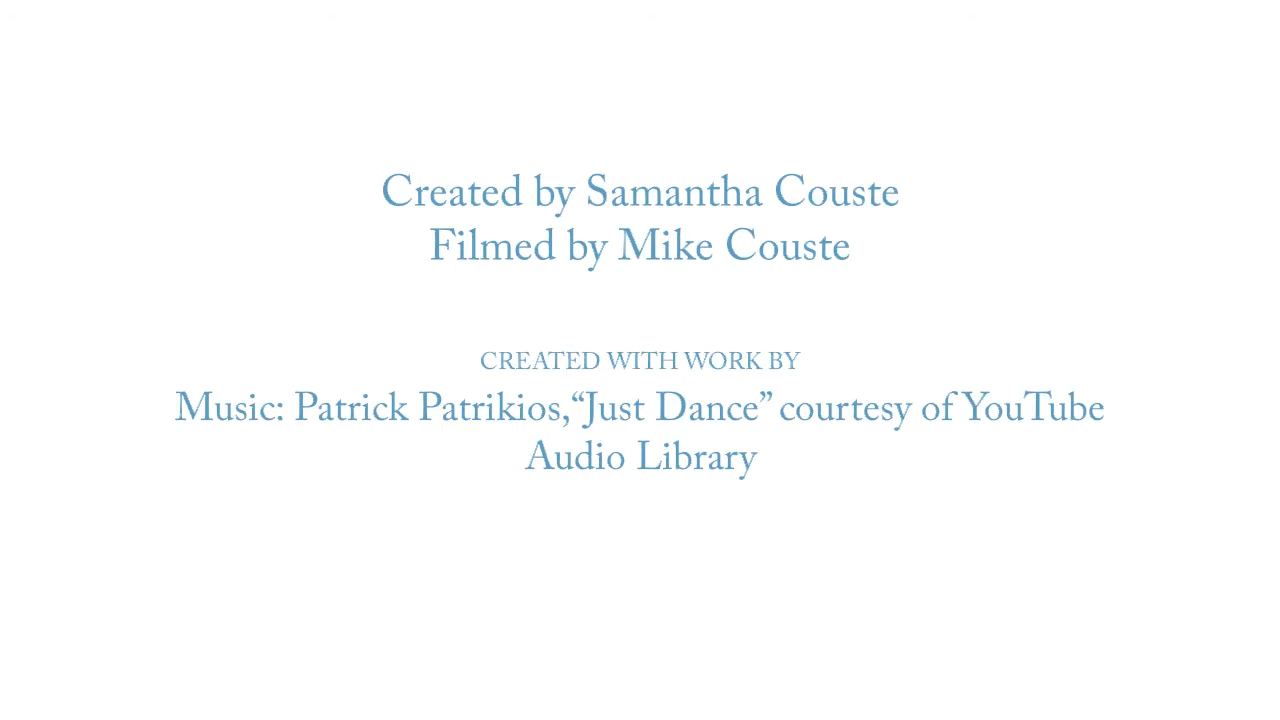 Created by Samantha Couste
Filmed by Mike Couste
CREATED WITH WORK BY
Music: Patrick Patrikios,“Just Dance” courtesy of YouTube
Audio Library